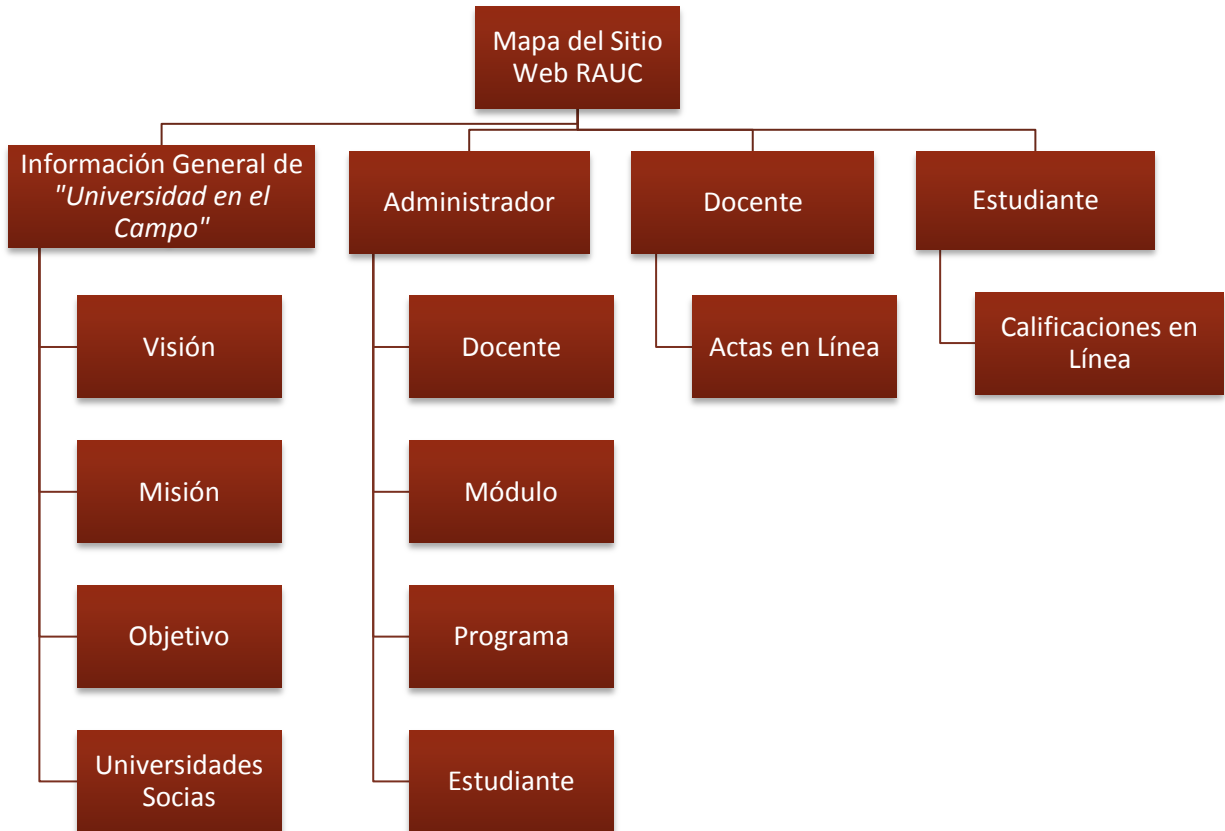 Mapa del Sitio
Web RAUC
Información General de
"Universidad en el
Campo"
Administrador
Docente
Estudiante
Visión
Docente
Actas en Línea
Calificaciones en
Línea
Misión
Módulo
Objetivo
Programa
Universidades
Socias
Estudiante